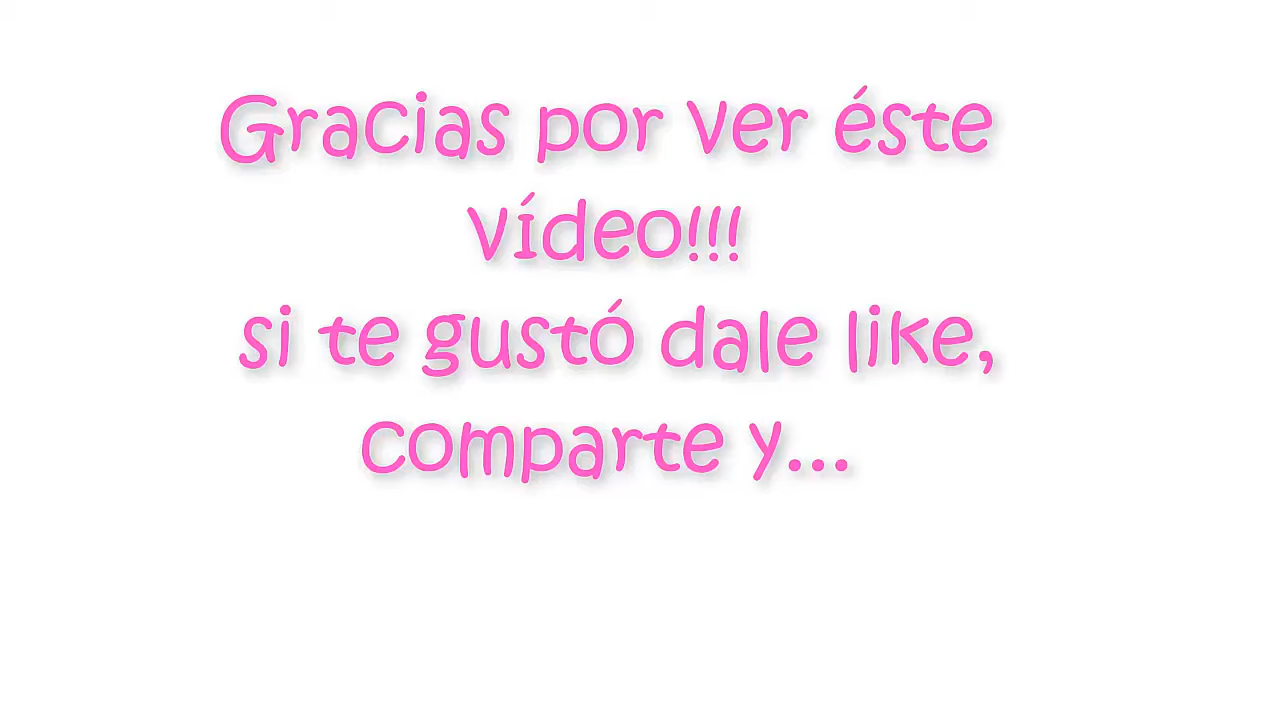 Gracias por ver éste
vídeo!!!
si te gustó dale like,
comparte y...